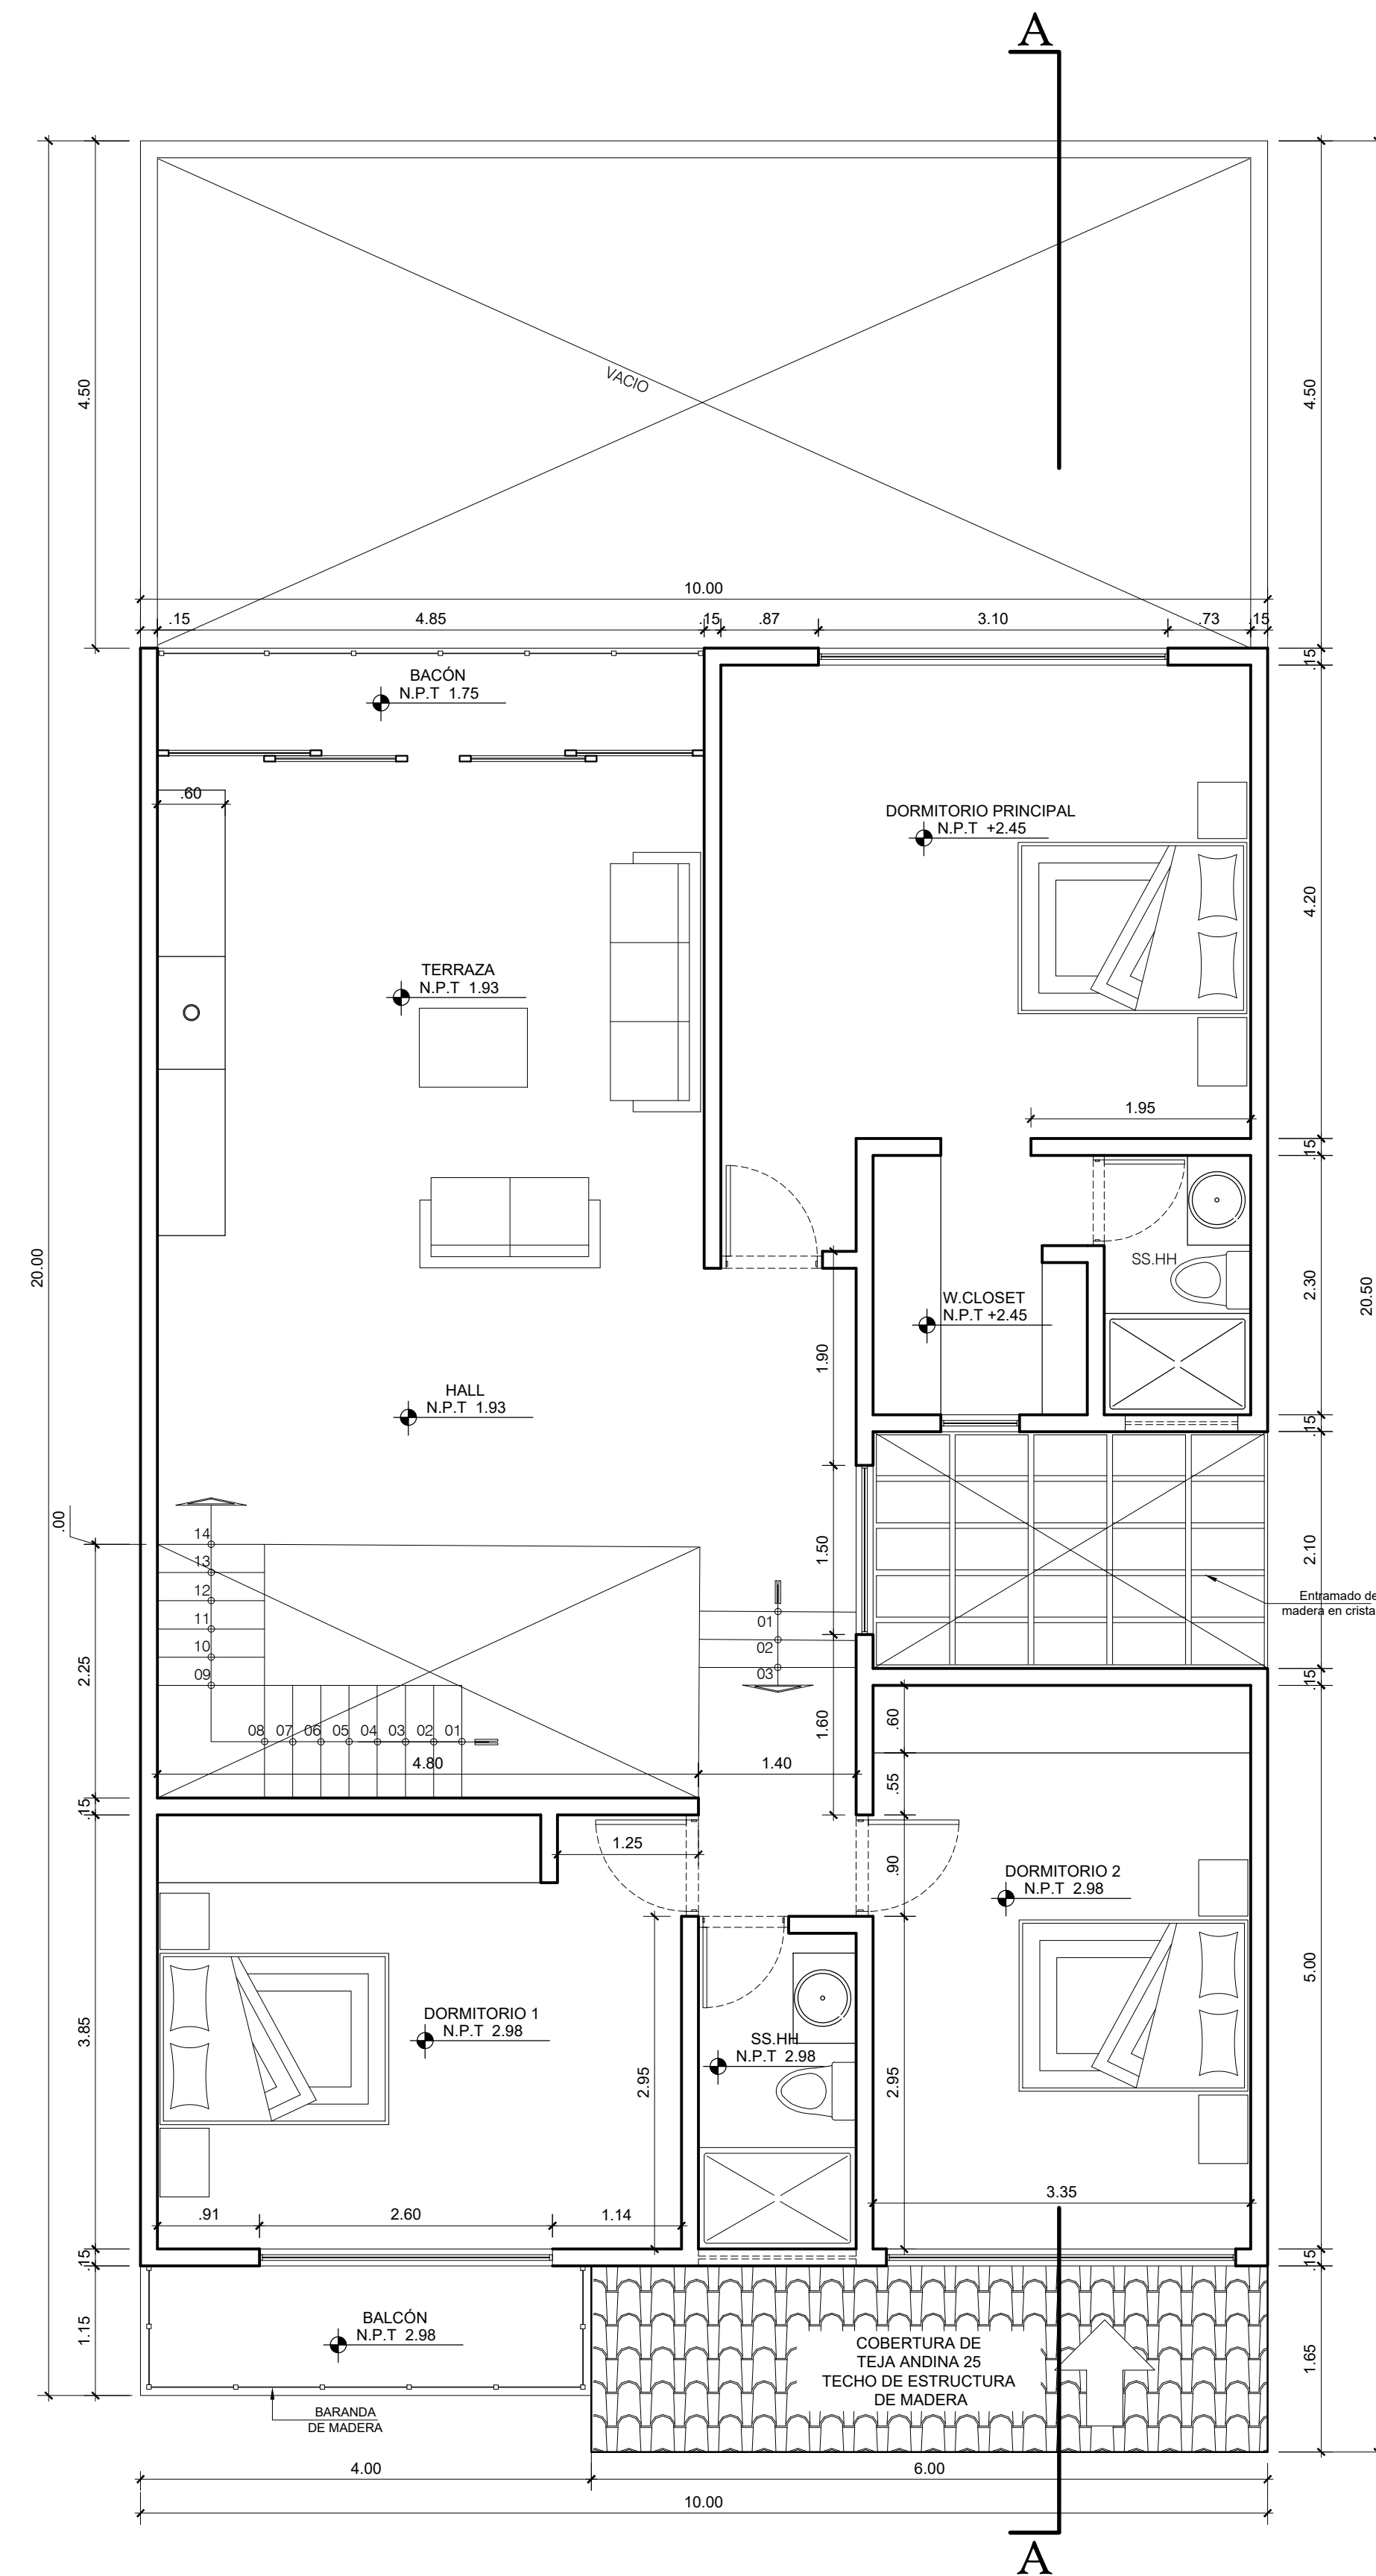 A
4.50
4.50
VACIO
10.00
.15
4.85
.15
.87
3.10
.73
.15
.15
BACÓN
N.P.T 1.75
.60
DORMITORIO PRINCIPAL
N.P.T +2.45
4.20
TERRAZA
N.P.T 1.93
1.95
.15
20.00
SS.HH
2.30
20.50
W.CLOSET
N.P.T +2.45
1.90
HALL
N.P.T 1.93
.15
.00
14
13
12
11
10
09
08
07
06
05
04
03
02
01
1.50
2.10
Entramado de
madera en crista
01
02
03
2.25
.15
1.60
.60
4.80
1.40
.55
.15
1.25
.90
DORMITORIO 2
N.P.T 2.98
5.00
3.85
DORMITORIO 1
N.P.T 2.98
SS.HH
N.P.T 2.98
2.95
2.95
3.35
.91
2.60
1.14
.15
.15
1.15
BALCÓN
N.P.T 2.98
COBERTURA DE
TEJA ANDINA 25
TECHO DE ESTRUCTURA
DE MADERA
1.65
BARANDA
DE MADERA
4.00
6.00
10.00
A